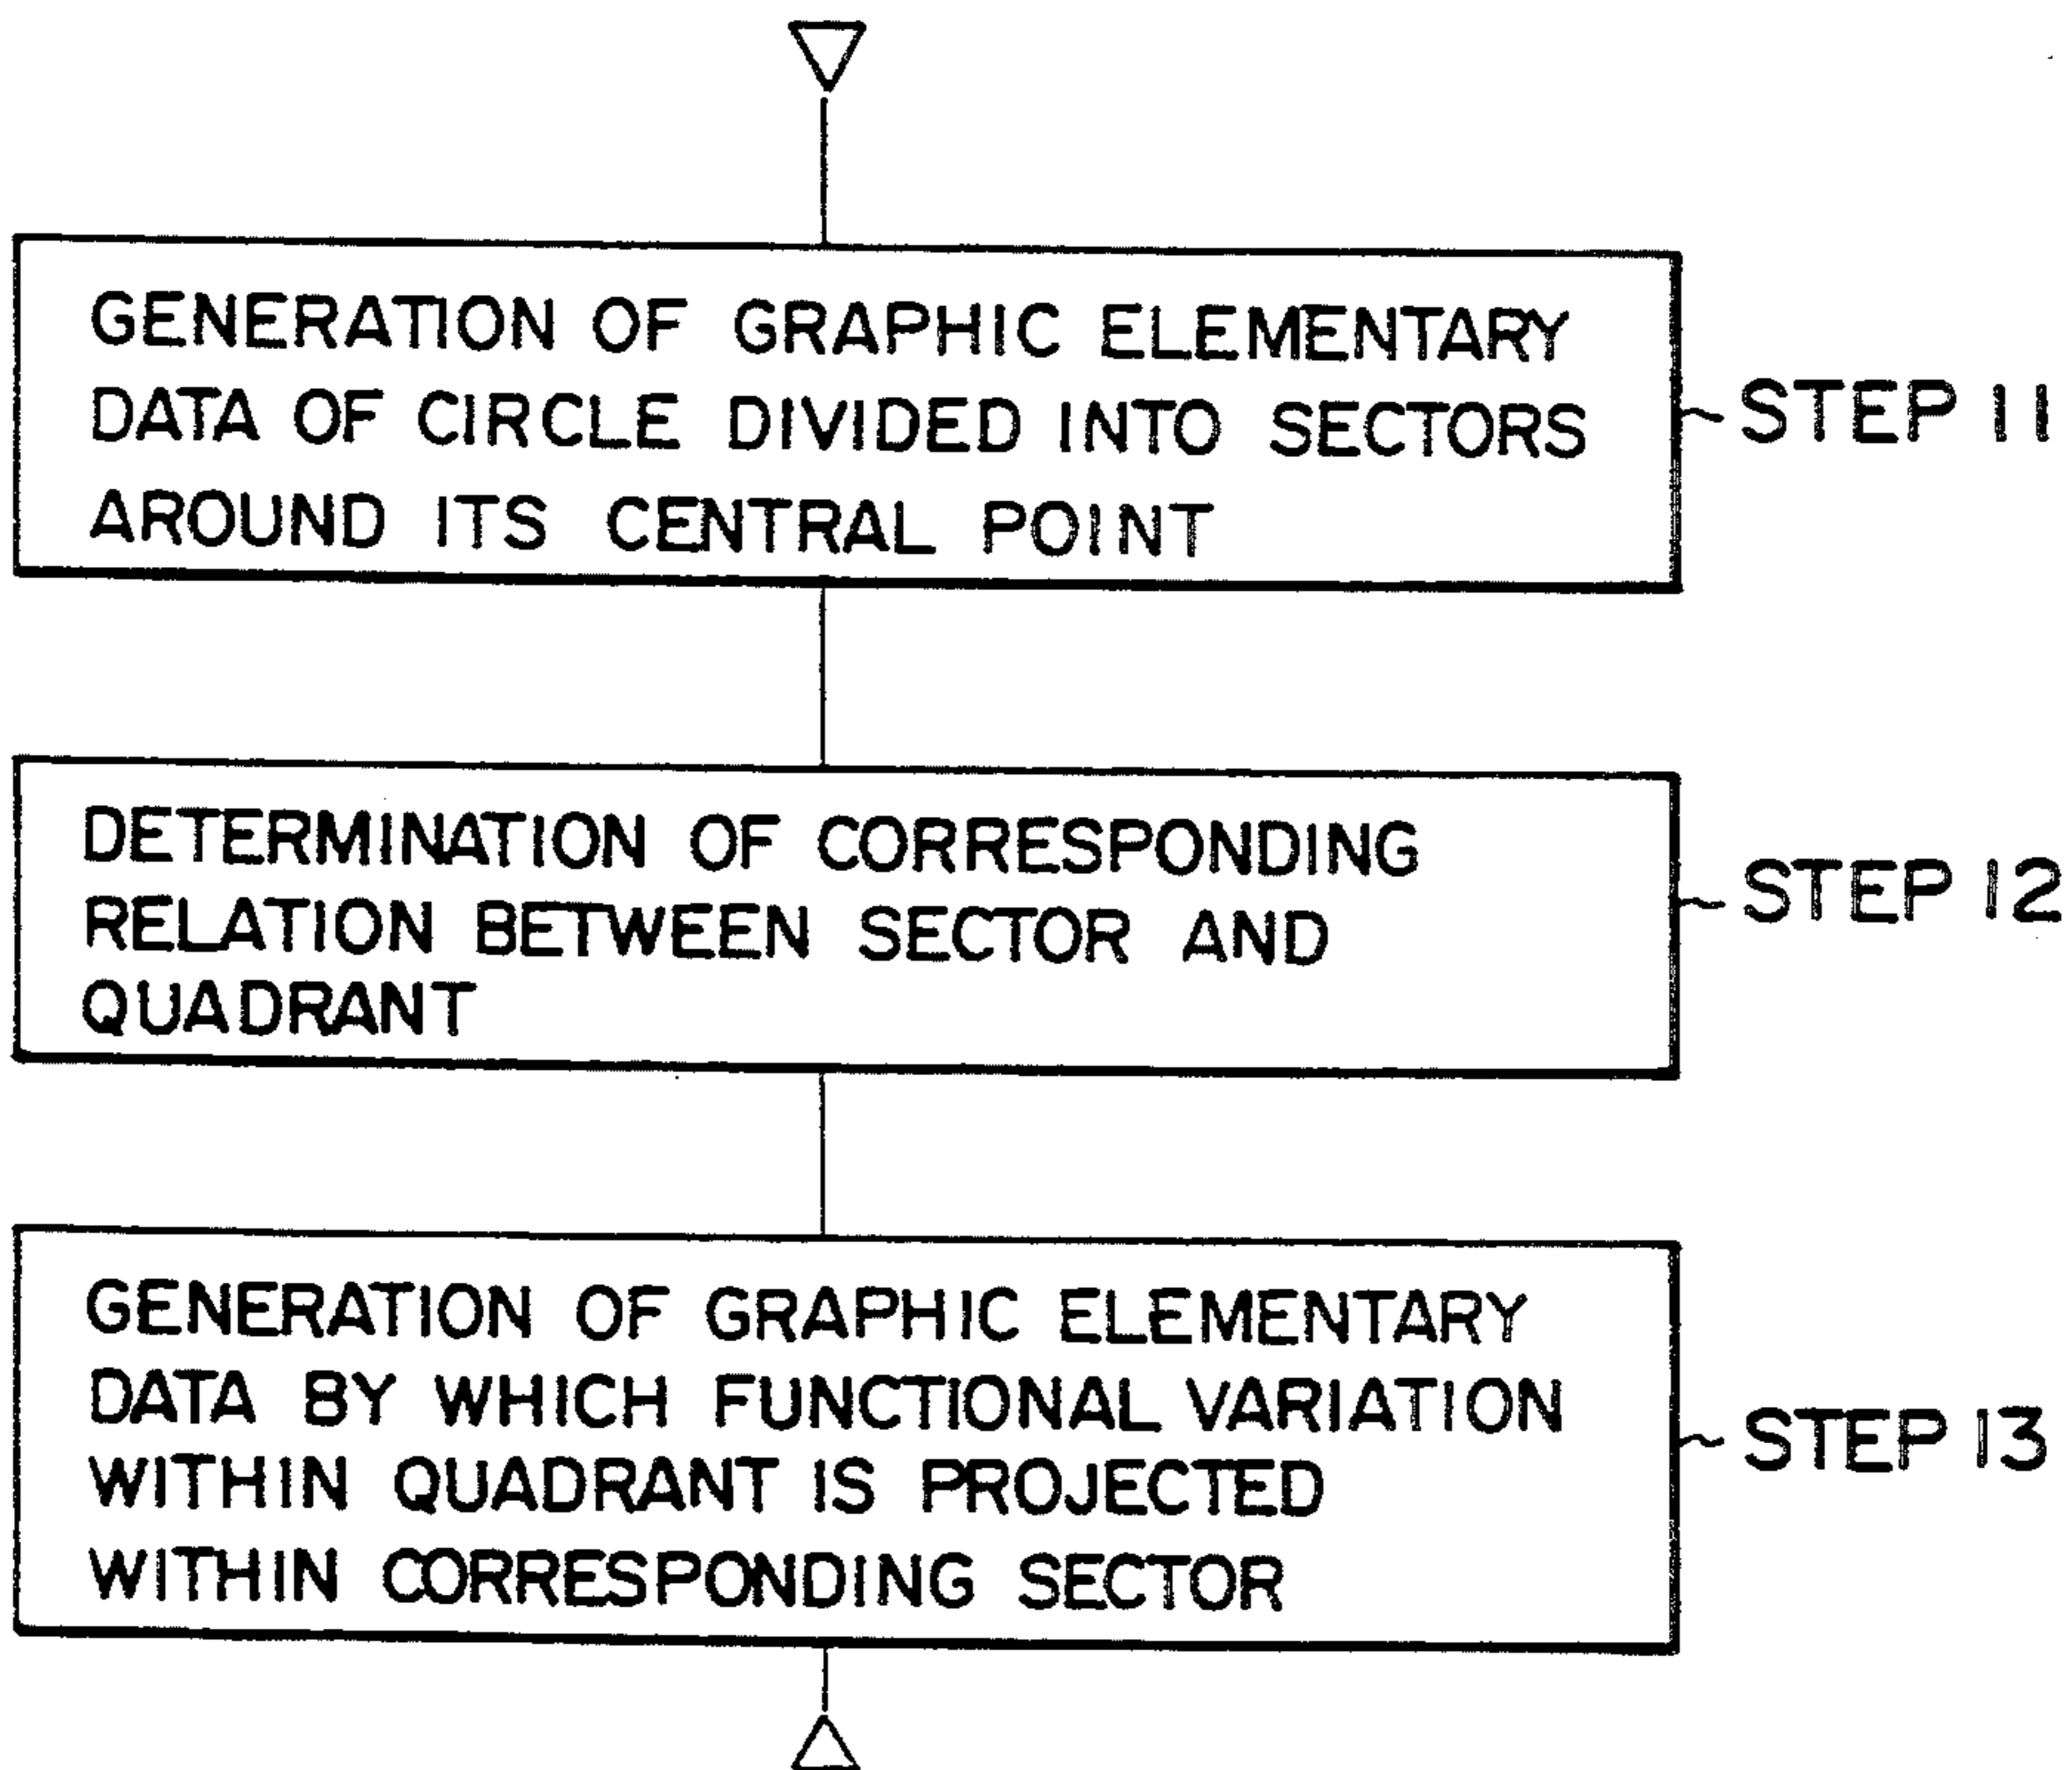 GENERATION OF GRAPHIC ELEMENTARY
DATA OF CIRCLE DIVIDED INTO SECTORS
AROUND ITS CENTRAL POINT
STEP 11
DETERMINATION OF CORRESPONDING
RELATION BETWEEN SECTOR AND
QUADRANT
STEP 12
GENERATION OF GRAPHIC ELEMENTARY
DATA BY WHICH FUNCTIONAL VARIATION
WITHIN QUADRANT IS PROJECTED
WITHIN CORRESPONDING SECTOR
STEP 13